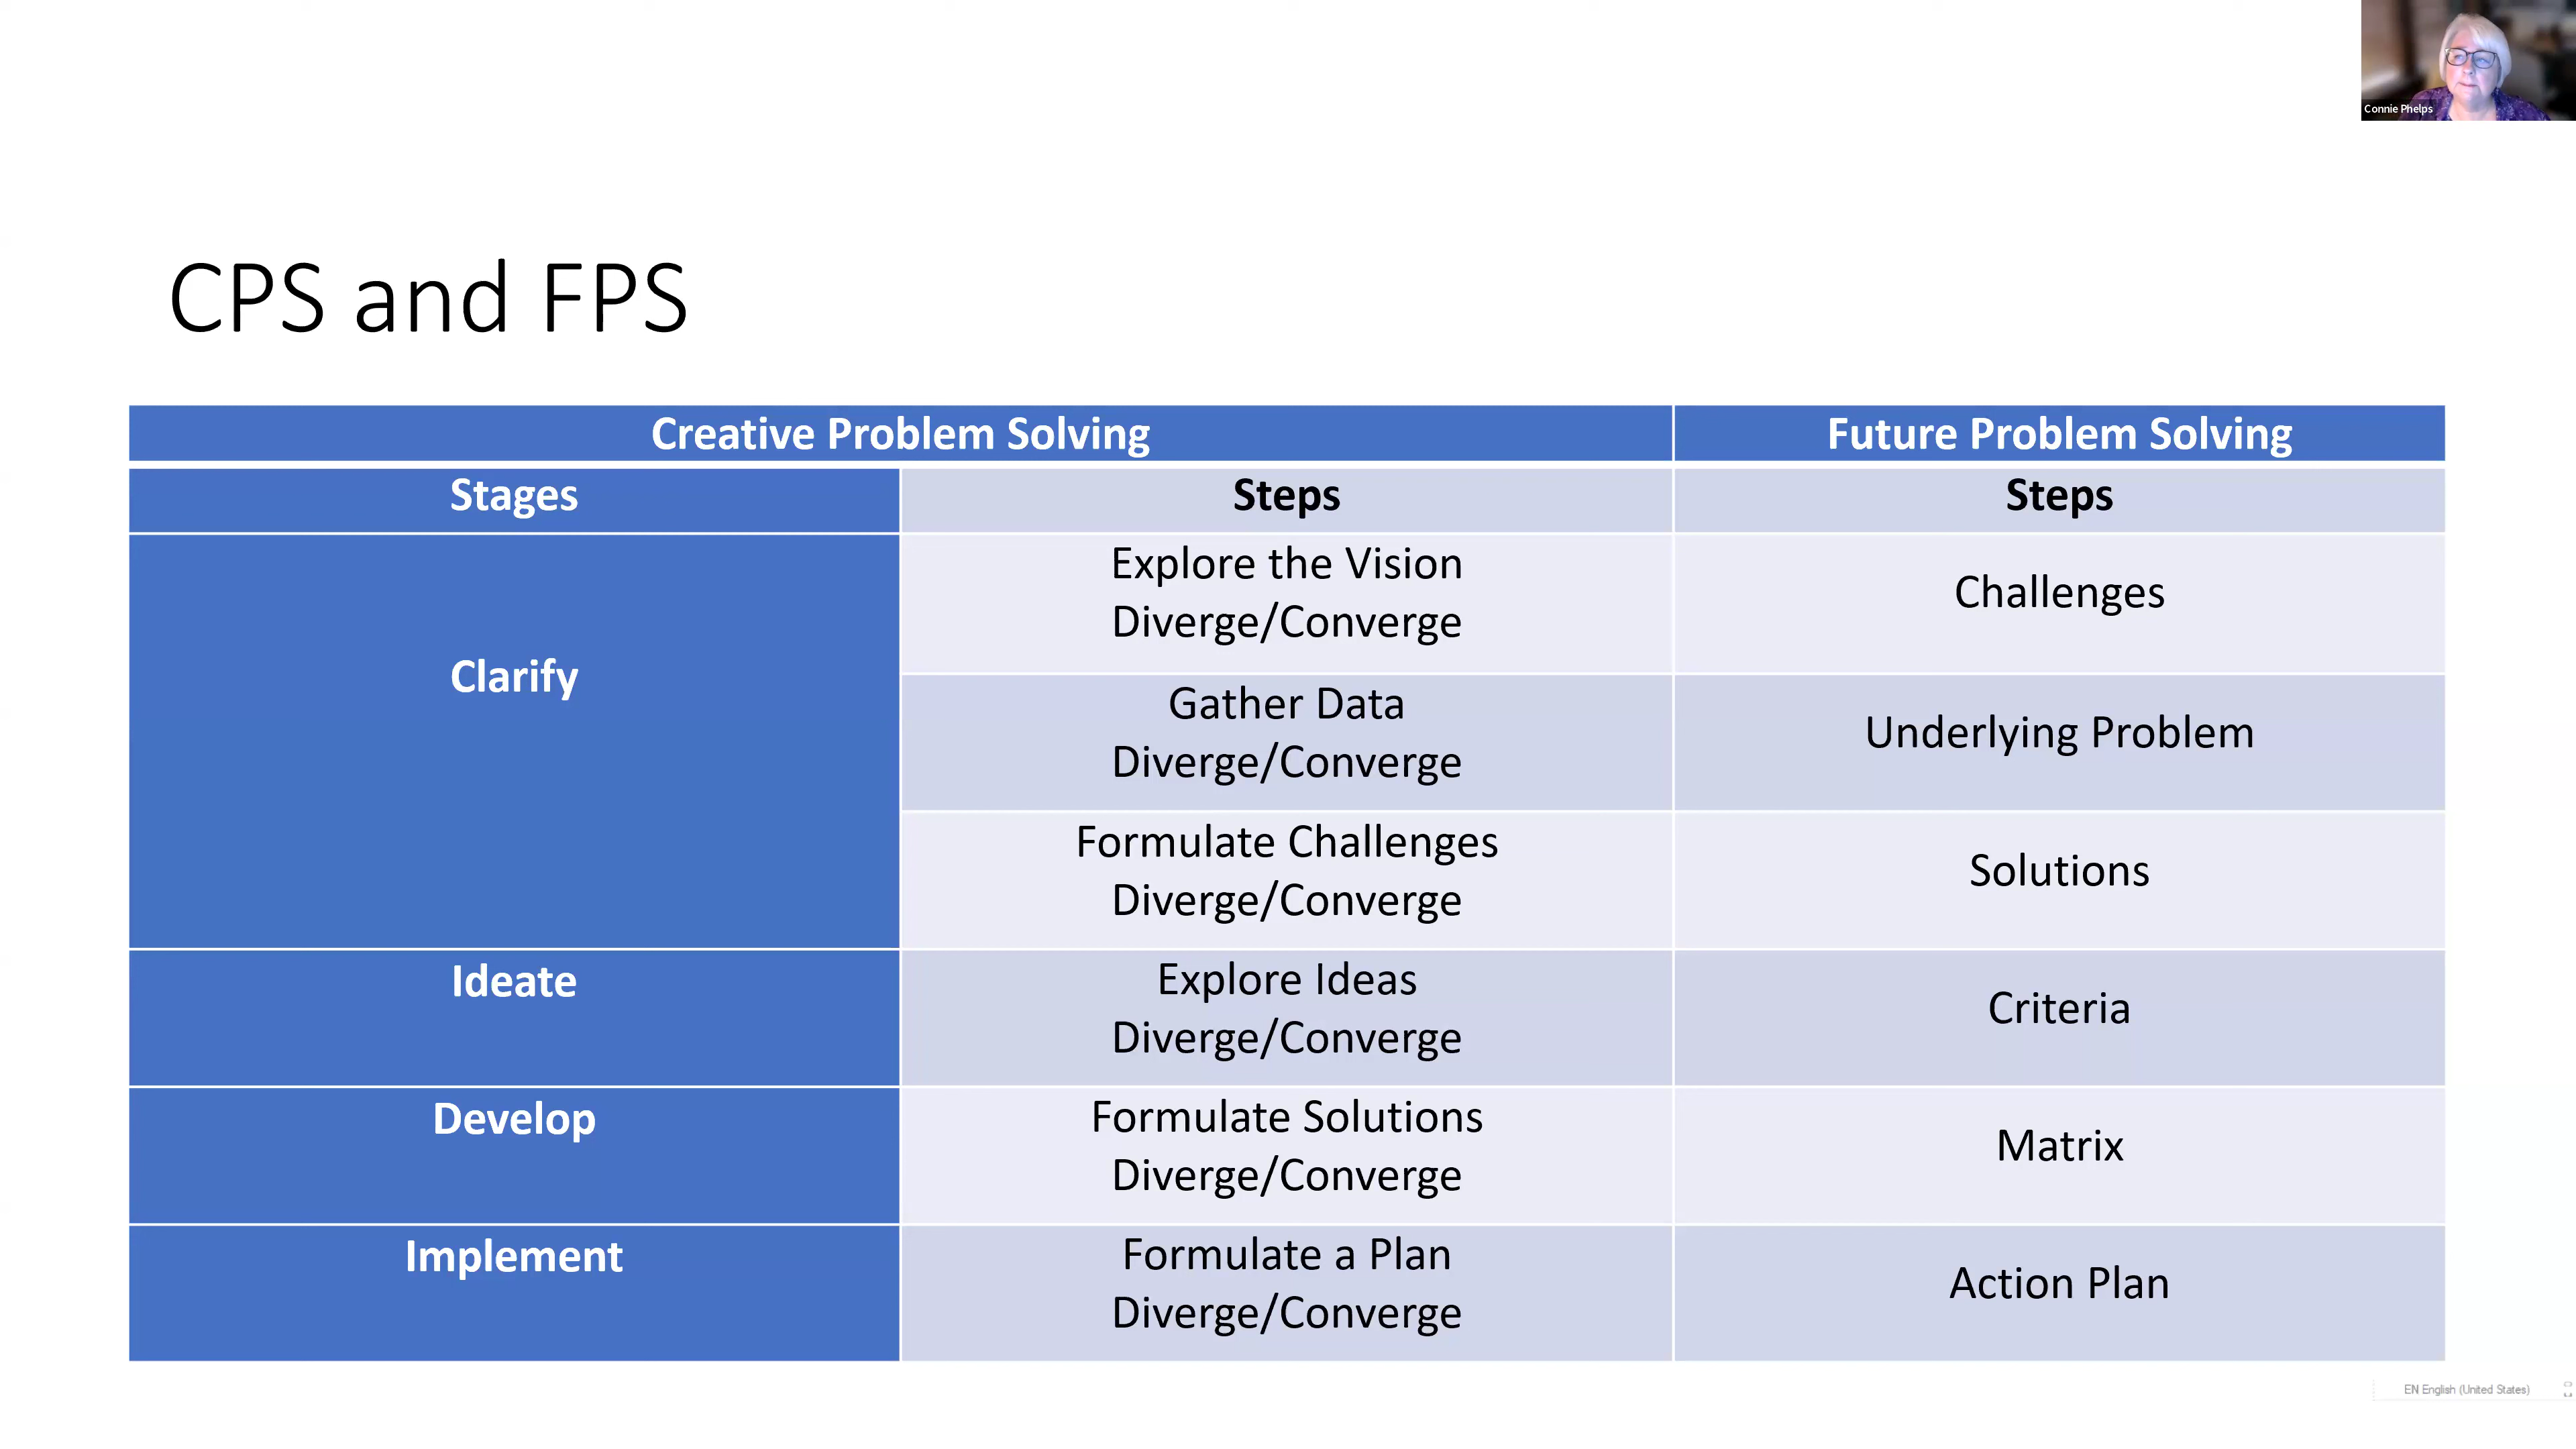 Connie Phelps
CPS and FPS
Creative Problem Solving
Future Problem Solving
Stages
Steps
Steps
Clarify
Explore the Vision
Diverge/Converge
Challenges
Gather Data
Diverge/Converge
Underlying Problem
Formulate Challenges
Diverge/Converge
Solutions
Ideate
Explore Ideas
Diverge/Converge
Criteria
Develop
Formulate Solutions
Diverge/Converge
Matrix
Implement
Formulate a Plan
Diverge/Converge
Action Plan
EN English (United States)